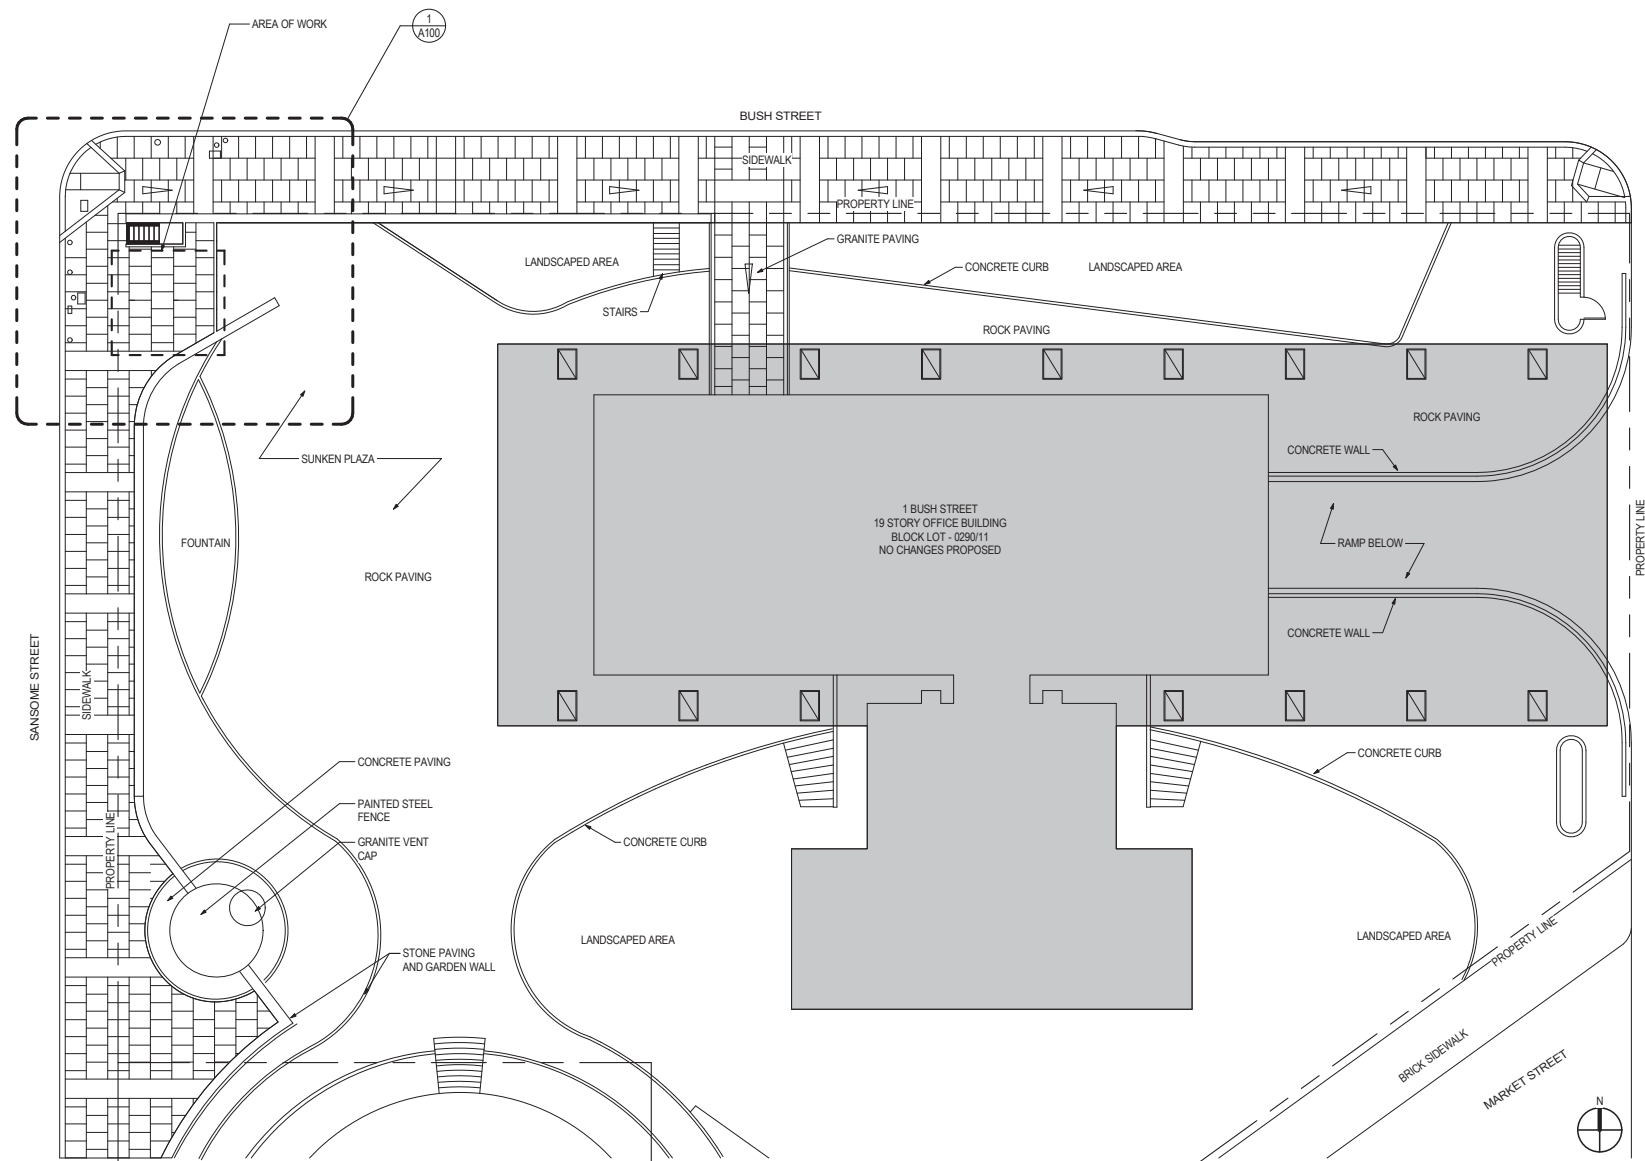 AREA OF WORK
1
A100
BUSH STREET
SIDEWALK
PROPERTY LINE
GRANITE PAVING
LANDSCAPED AREA
CONCRETE CURB
LANDSCAPED AREA
STAIRS
ROCK PAVING
ROCK PAVING
CONCRETE WALL
SUNKEN PLAZA
1 BUSH STREET
19 STORY OFFICE BUILDING
BLOCK LOT - 0290/11
NO CHANGES PROPOSED
PROPERTY LINE
FOUNTAIN
RAMP BELOW
ROCK PAVING
CONCRETE WALL
SANSOME STREET
SIDEWALK
CONCRETE PAVING
CONCRETE CURB
PAINTED STEEL
FENCE
PROPERTY LINE
GRANITE VENT
CAP
CONCRETE CURB
LANDSCAPED AREA
LANDSCAPED AREA
PROPERTY LINE
STONE PAVING
AND GARDEN WALL
BRICK SIDEWALK
MARKET STREET
N